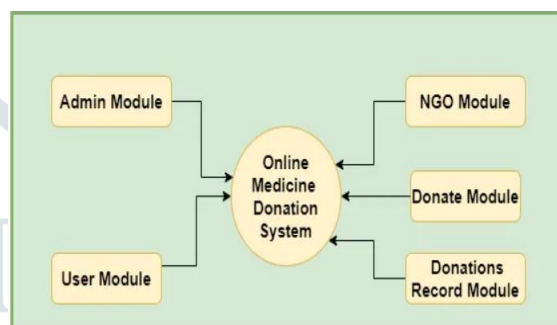 Admin Module
NGO Module
Online
Medicine
Donation
System
Donate Module
User Module
Donations
Record Module